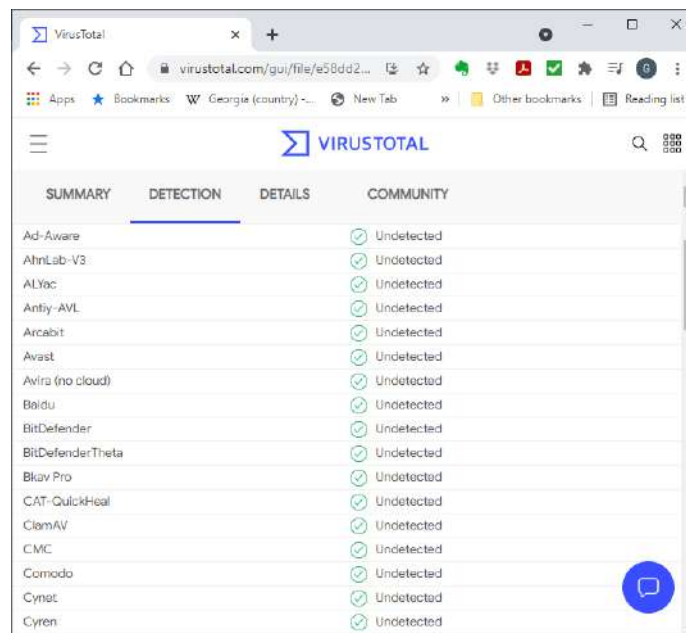 VirusTotal
virustotal.com/gui/file/e58dd2...
G
Apps Bookmarks W Georgia (country) -... New Tab » Other bookmarks Reading list
VIRUSTOTAL
SUMMARY DETECTION DETAILS COMMUNITY
Ad-Aware Undetected
AhnLab-V3 Undetected
ALYac Undetected
Antiy-AVL Undetected
Arcabit Undetected
Avast Undetected
Avira (no cloud) Undetected
Baidu Undetected
BitDefender Undetected
BitDefenderTheta Undetected
Bkav Pro Undetected
CAT-QuickHeal Undetected
ClamAV Undetected
CMC Undetected
Comodo Undetected
Cynet Undetected
Cyren Undetected